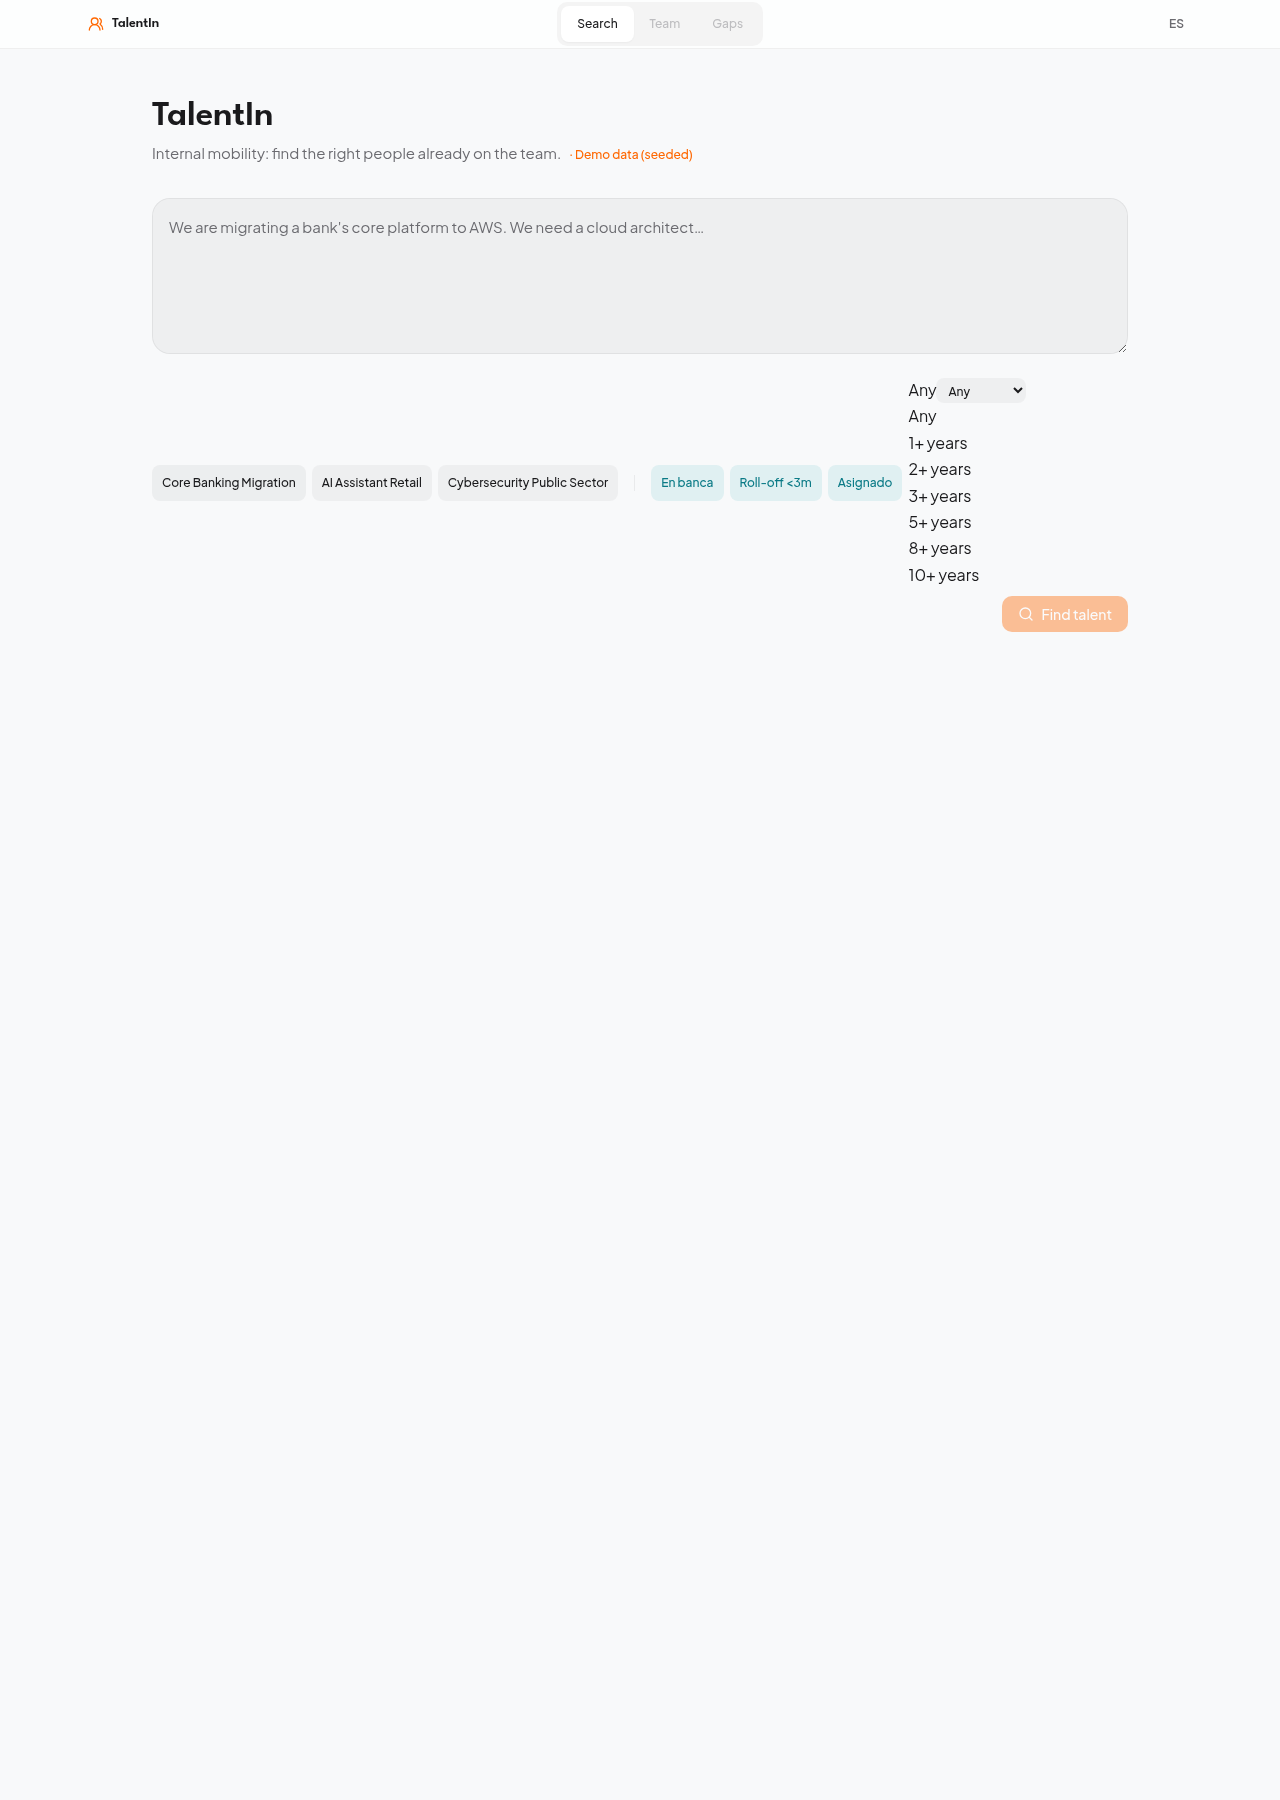 TalentIn
Search
Team
Gaps
ES
TalentIn
Internal mobility: find the right people already on the team. · Demo data (seeded)
We are migrating a bank's core platform to AWS. We need a cloud architect…
Core Banking Migration
AI Assistant Retail
Cybersecurity Public Sector
En banca
Roll-off <3m
Asignado
Any
Any
Any
1+ years
2+ years
3+ years
5+ years
8+ years
10+ years
Find talent